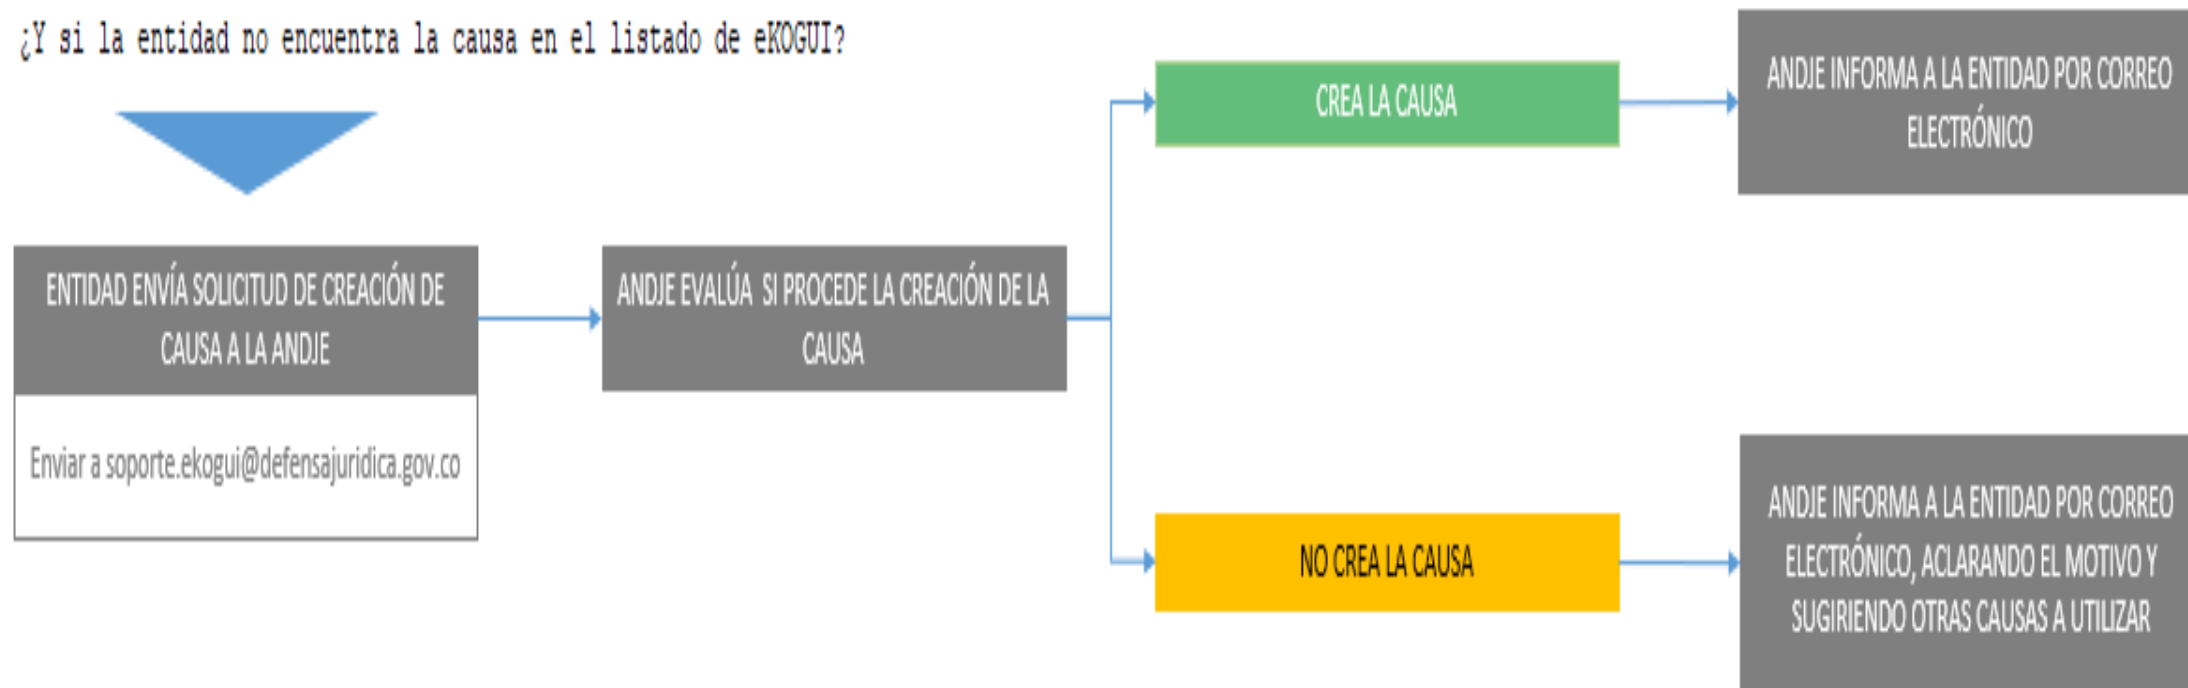 ¿Y si la entidad no encuentra la causa en el listado de eKOGUI?
ENTIDAD ENVÍA SOLICITUD DE CREACIÓN DE
CAUSA A LA ANDJE
Enviar a soporte.ekogui@defensajuridica.gov.co
ANDJE EVALÚA SI PROCEDE LA CREACIÓN DE LA
CAUSA
CREA LA CAUSA
ANDJE INFORMA A LA ENTIDAD POR CORREO
ELECTRÓNICO
NO CREA LA CAUSA
ANDJE INFORMA A LA ENTIDAD POR CORREO
ELECTRÓNICO, ACLARANDO EL MOTIVO Y
SUGIRIENDO OTRAS CAUSAS A UTILIZAR